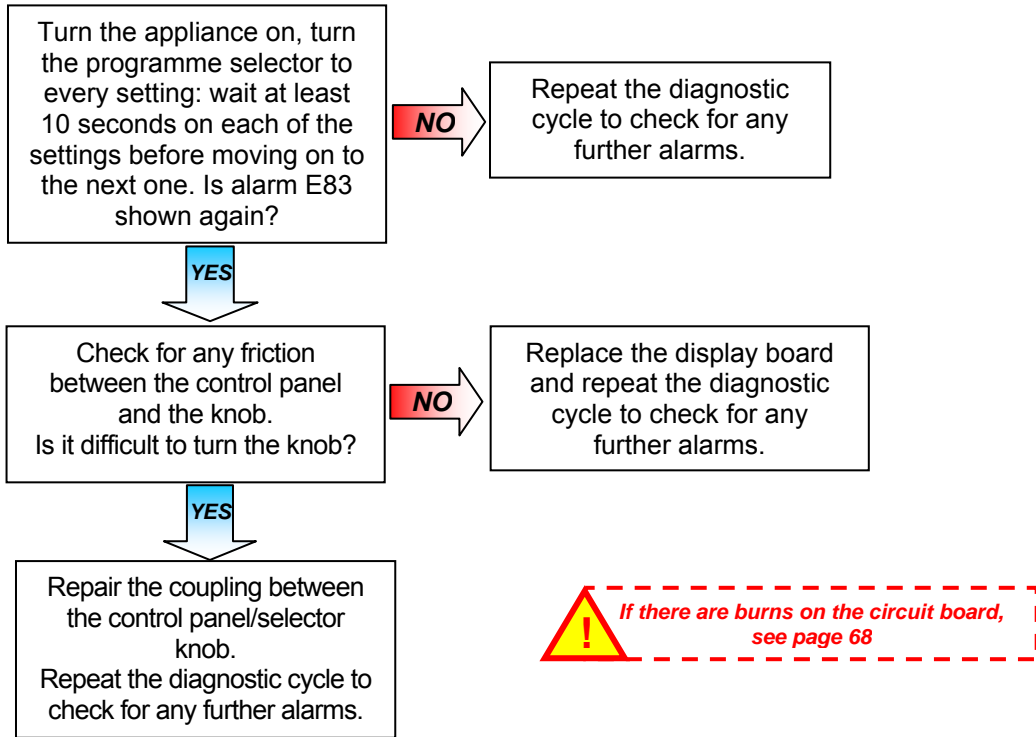 Turn the appliance on, turn
the programme selector to
every setting: wait at least
10 seconds on each of the
settings before moving on to
the next one. Is alarm E83
shown again?
NO
Repeat the diagnostic
cycle to check for any
further alarms.
YES
Check for any friction
between the control panel
and the knob.
Is it difficult to turn the knob?
NO
Replace the display board
and repeat the diagnostic
cycle to check for any
further alarms.
YES
Repair the coupling between
the control panel/selector
knob.
Repeat the diagnostic cycle to
check for any further alarms.
!
If there are burns on the circuit board,
see page 68